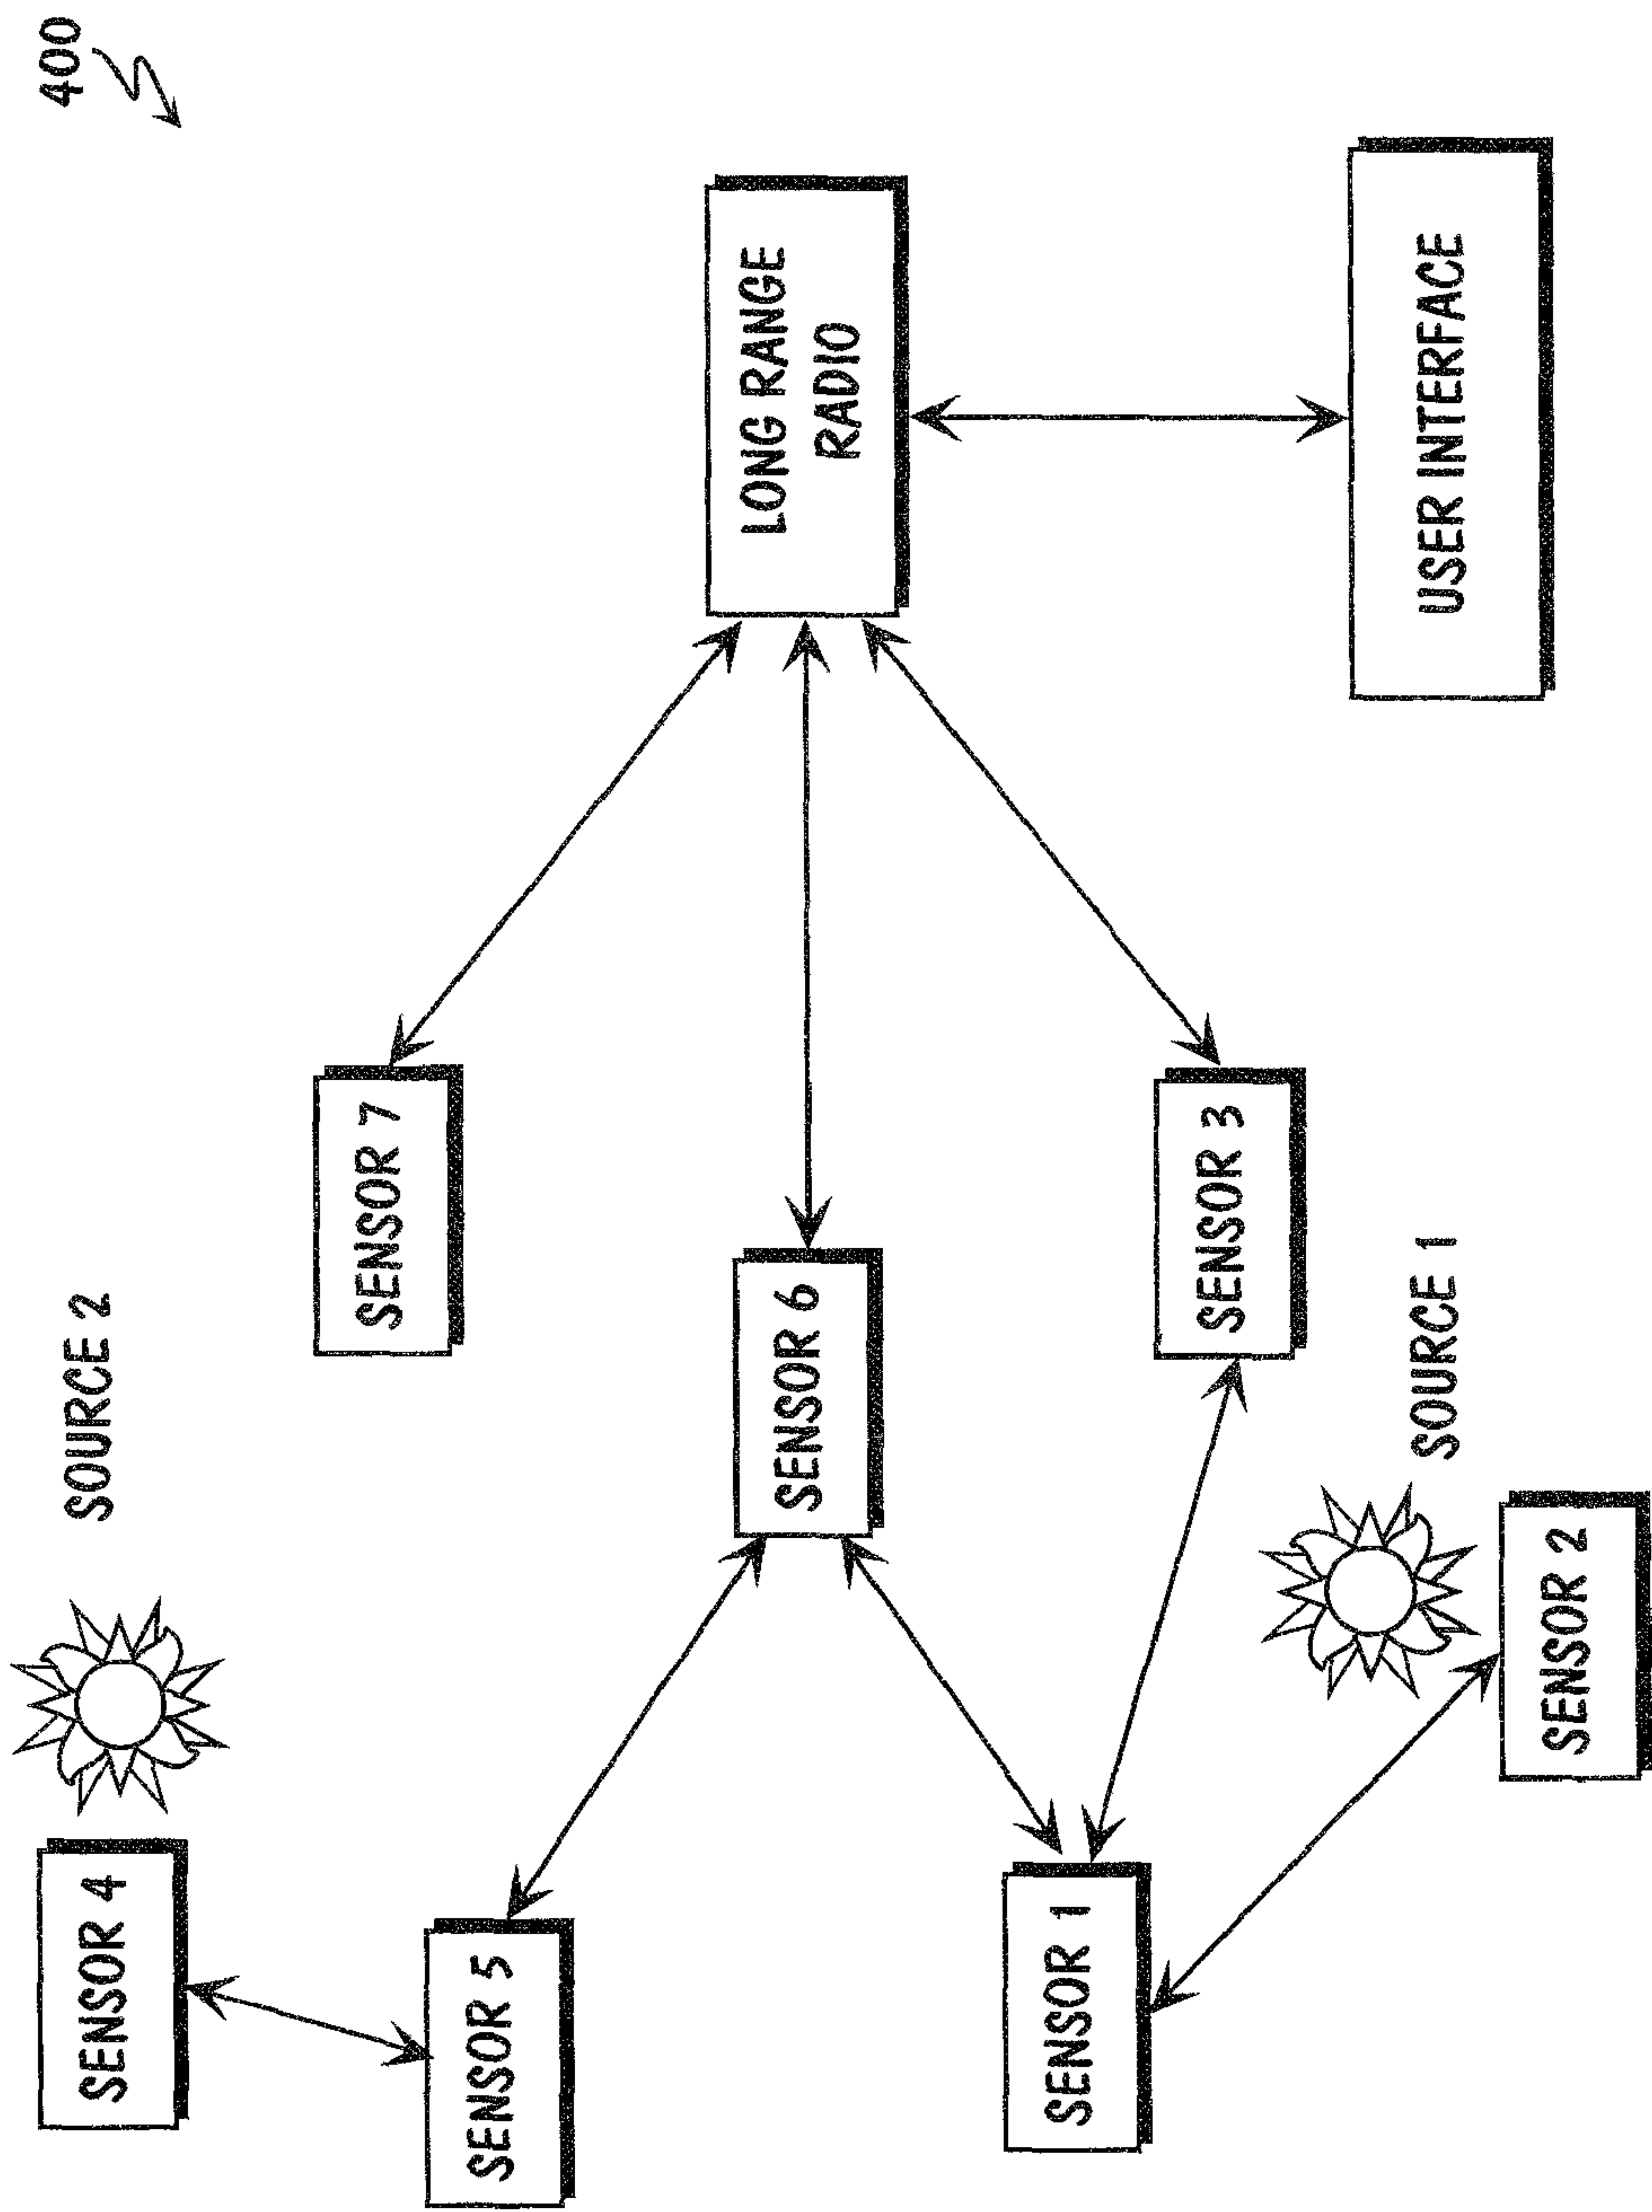 400
SOURCE 2
SENSOR 4
SENSOR 5
SENSOR 7
SENSOR 6
LONG RANGE
RADIO
SENSOR 1
SENSOR 3
SOURCE 1
SENSOR 2
USER INTERFACE